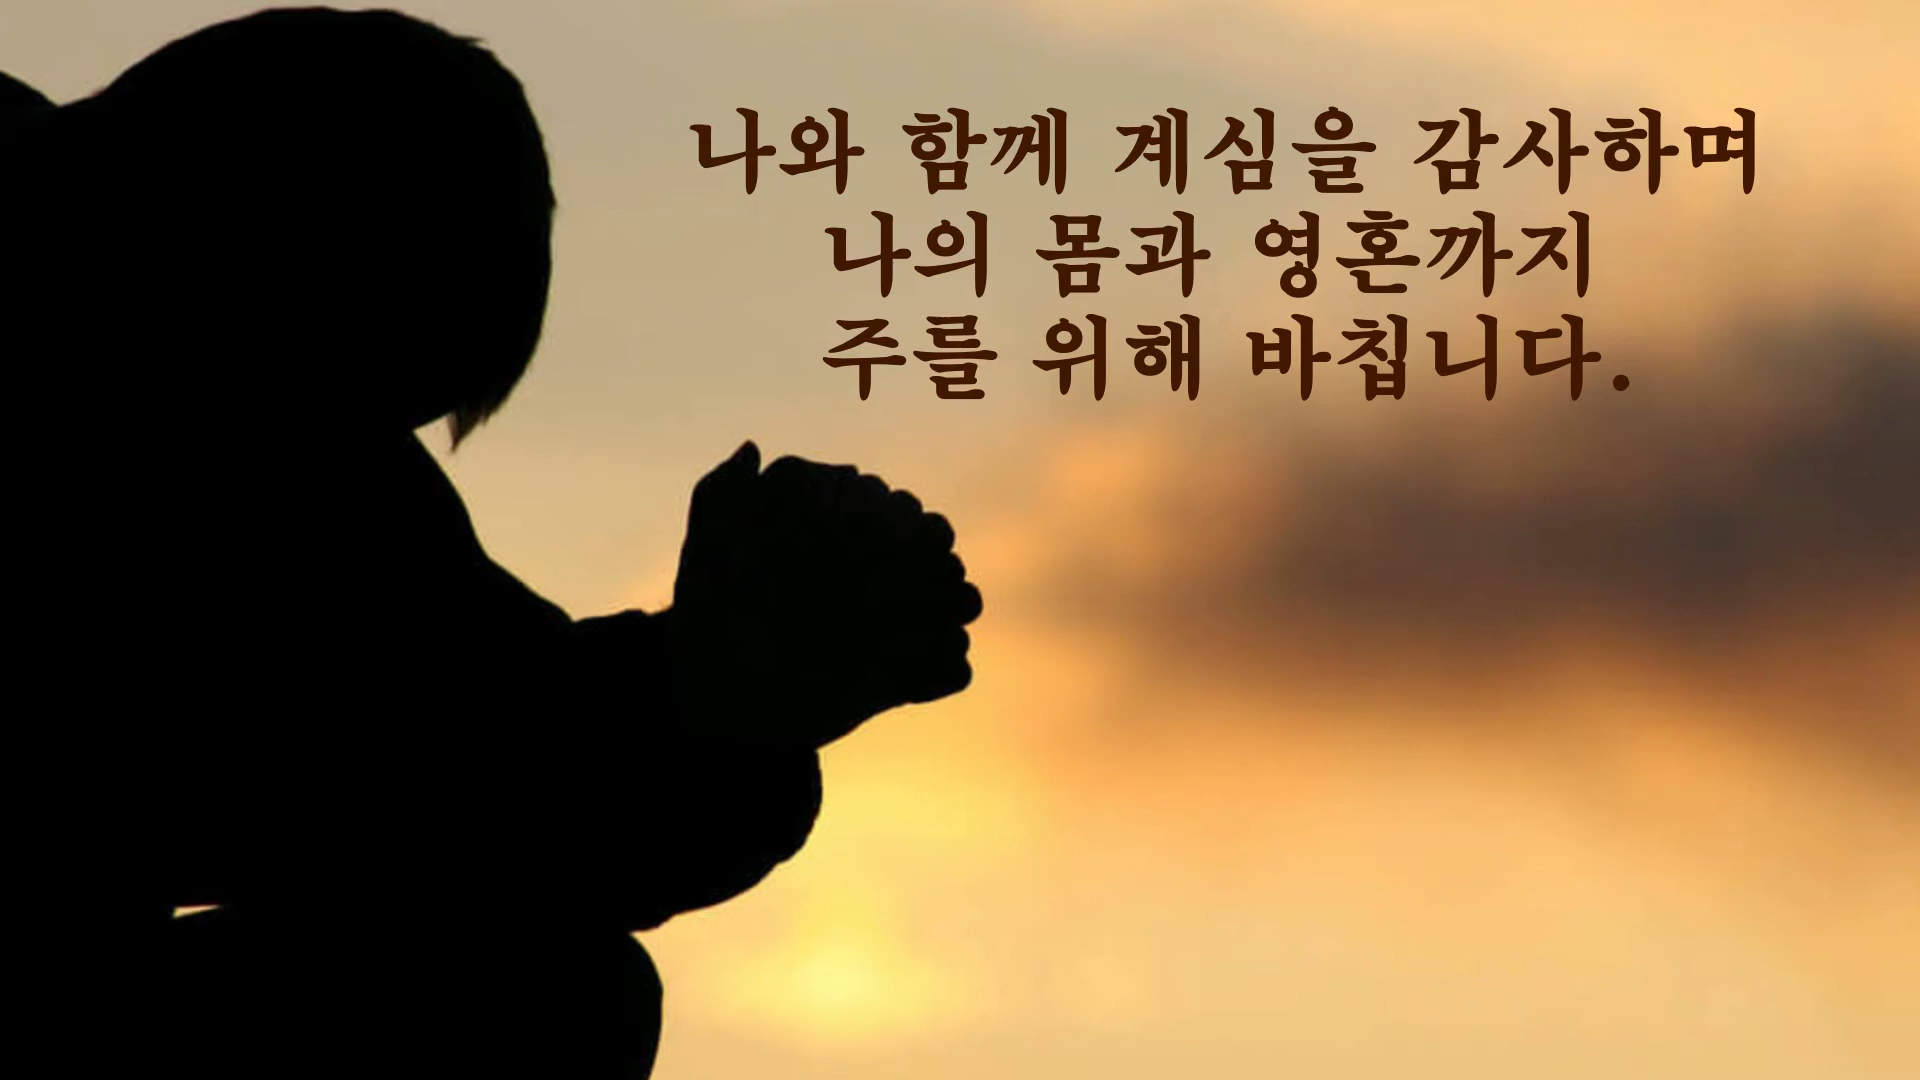 나와 함께 계심을 감사하며
나의 몸과 영혼까지
주를 위해 바칩니다.